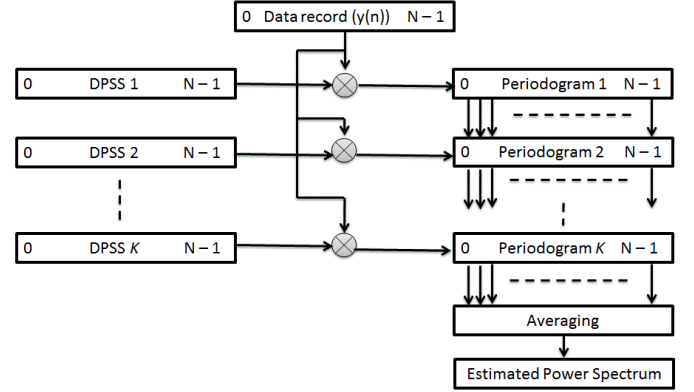 0 Data record (y(n)) N – 1
0 DPSS 1 N – 1
0 Periodogram 1 N – 1
0 DPSS 2 N – 1
0 Periodogram 2 N – 1
0 DPSS K N – 1
0 Periodogram K N – 1
Averaging
Estimated Power Spectrum